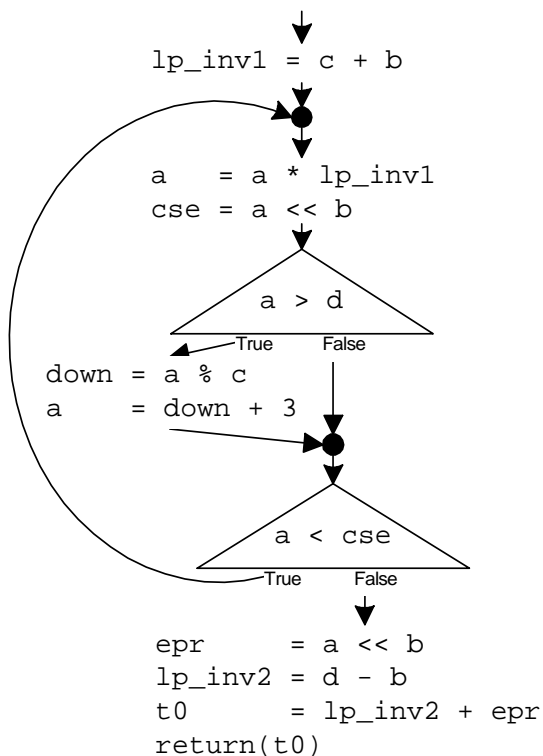 lp_inv1 = c + b
a   = a * lp_inv1
cse = a << b
a > d
True False
down = a % c
a    = down + 3
a < cse
True False
epr     = a << b
lp_inv2 = d - b
t0      = lp_inv2 + epr
return(t0)